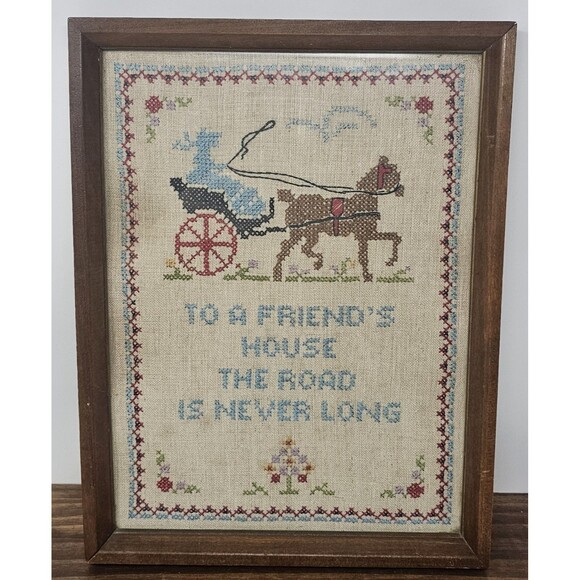 TO A FRIEND'S
HOUSE
THE ROAD
IS NEVER LONG